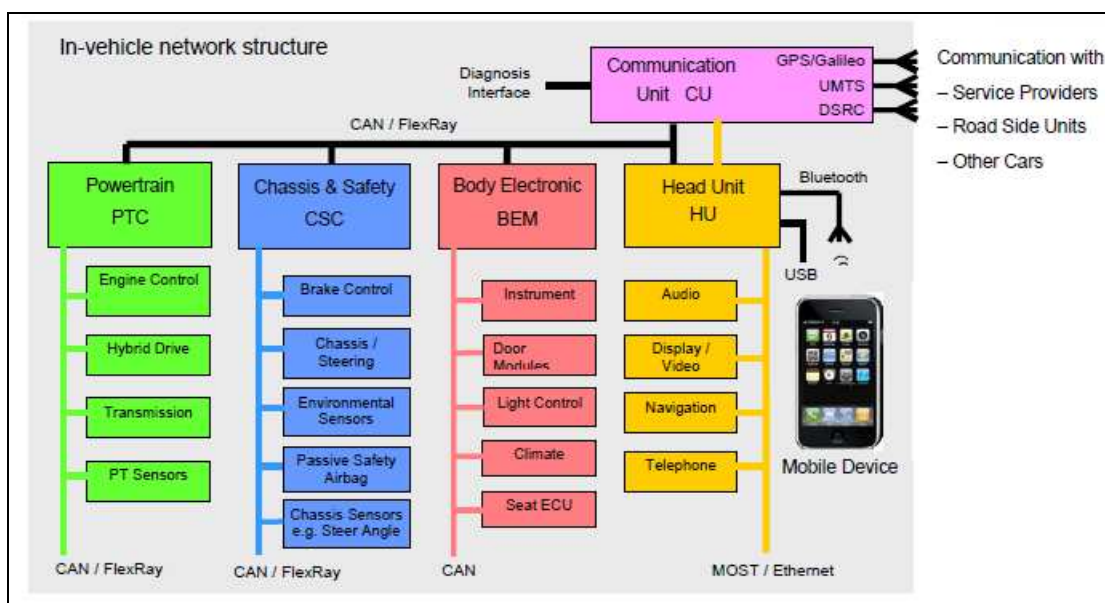 In-vehicle network structure
Diagnosis
Interface
Communication
Unit CU
GPS/Galileo
UMTS
DSRC
Communication with
– Service Providers
– Road Side Units
– Other Cars
CAN / FlexRay
Powertrain
PTC
Chassis & Safety
CSC
Body Electronic
BEM
Head Unit
HU
Bluetooth
USB
Engine Control
Hybrid Drive
Transmission
PT Sensors
CAN / FlexRay
Brake Control
Chassis /
Steering
Environmental
Sensors
Passive Safety
Airbag
Chassis Sensors
e.g. Steer Angle
CAN / FlexRay
Instrument
Door
Modules
Light Control
Climate
Seat ECU
CAN
Audio
Display /
Video
Navigation
Telephone
MOST / Ethernet
Mobile Device